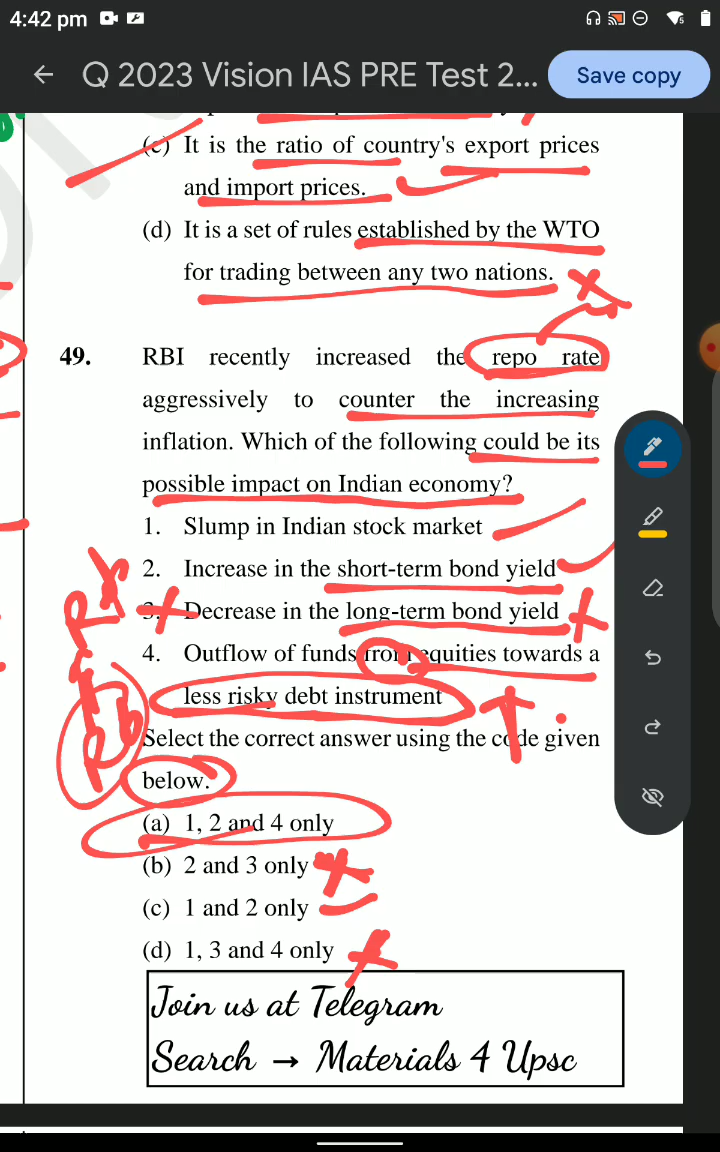 4:42 pm
Q 2023 Vision IAS PRE Test 2...
Save copy
(c) It is the ratio of country's export prices
and import prices.
(d) It is a set of rules established by the WTO
for trading between any two nations.
49. RBI recently increased the repo rate
aggressively to counter the increasing
inflation. Which of the following could be its
possible impact on Indian economy?
1. Slump in Indian stock market
2. Increase in the short-term bond yield
3. Decrease in the long-term bond yield
4. Outflow of funds from equities towards a
less risky debt instrument
Select the correct answer using the code given
below.
(a) 1, 2 and 4 only
(b) 2 and 3 only
(c) 1 and 2 only
(d) 1, 3 and 4 only
Join us at Telegram
Search → Materials 4 Upsc